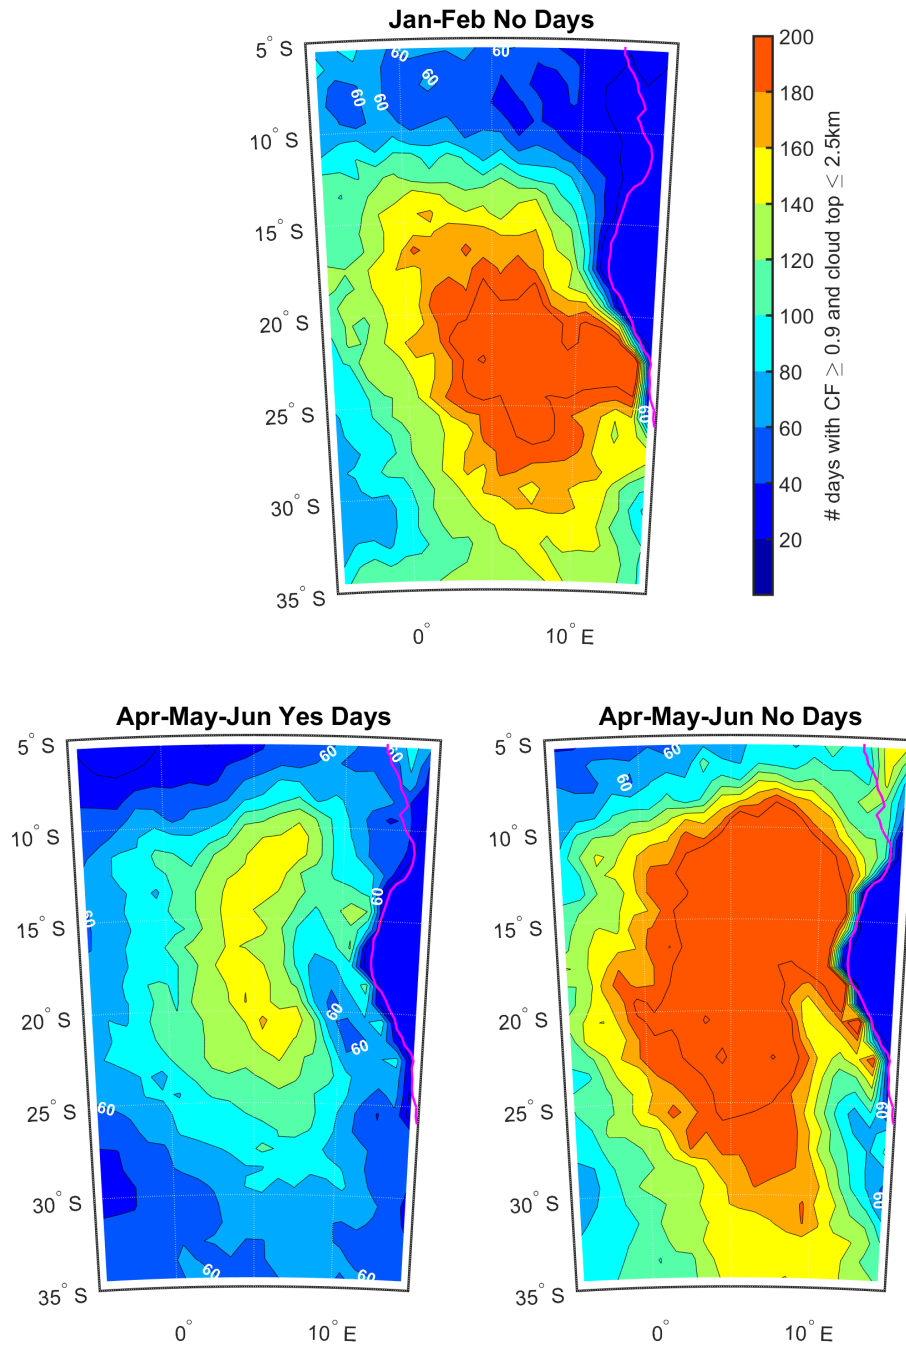 Jan-Feb No Days
5° S
10° S
15° S
20° S
25° S
30° S
35° S
0°
10° E
60
60
60
60
60
60
200
180
160
140
120
100
80
60
40
20
# days with CF ≥ 0.9 and cloud top ≤ 2.5km
Apr-May-Jun Yes Days
5° S
10° S
15° S
20° S
25° S
30° S
35° S
0°
10° E
60
60
60
60
60
60
60
60
60
Apr-May-Jun No Days
5° S
10° S
15° S
20° S
25° S
30° S
35° S
0°
10° E
60
60
60
60